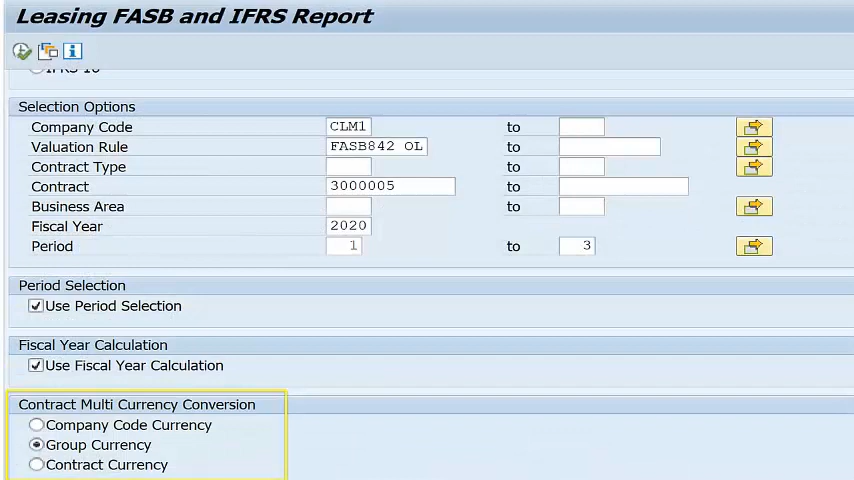 Leasing FASB and IFRS Report
Selection Options
Company Code CLM1 to
Valuation Rule FASB842 OL to
Contract Type to
Contract 3000005 to
Business Area to
Fiscal Year 2020
Period 1 to 3
Period Selection
Use Period Selection
Fiscal Year Calculation
Use Fiscal Year Calculation
Contract Multi Currency Conversion
Company Code Currency
Group Currency
Contract Currency